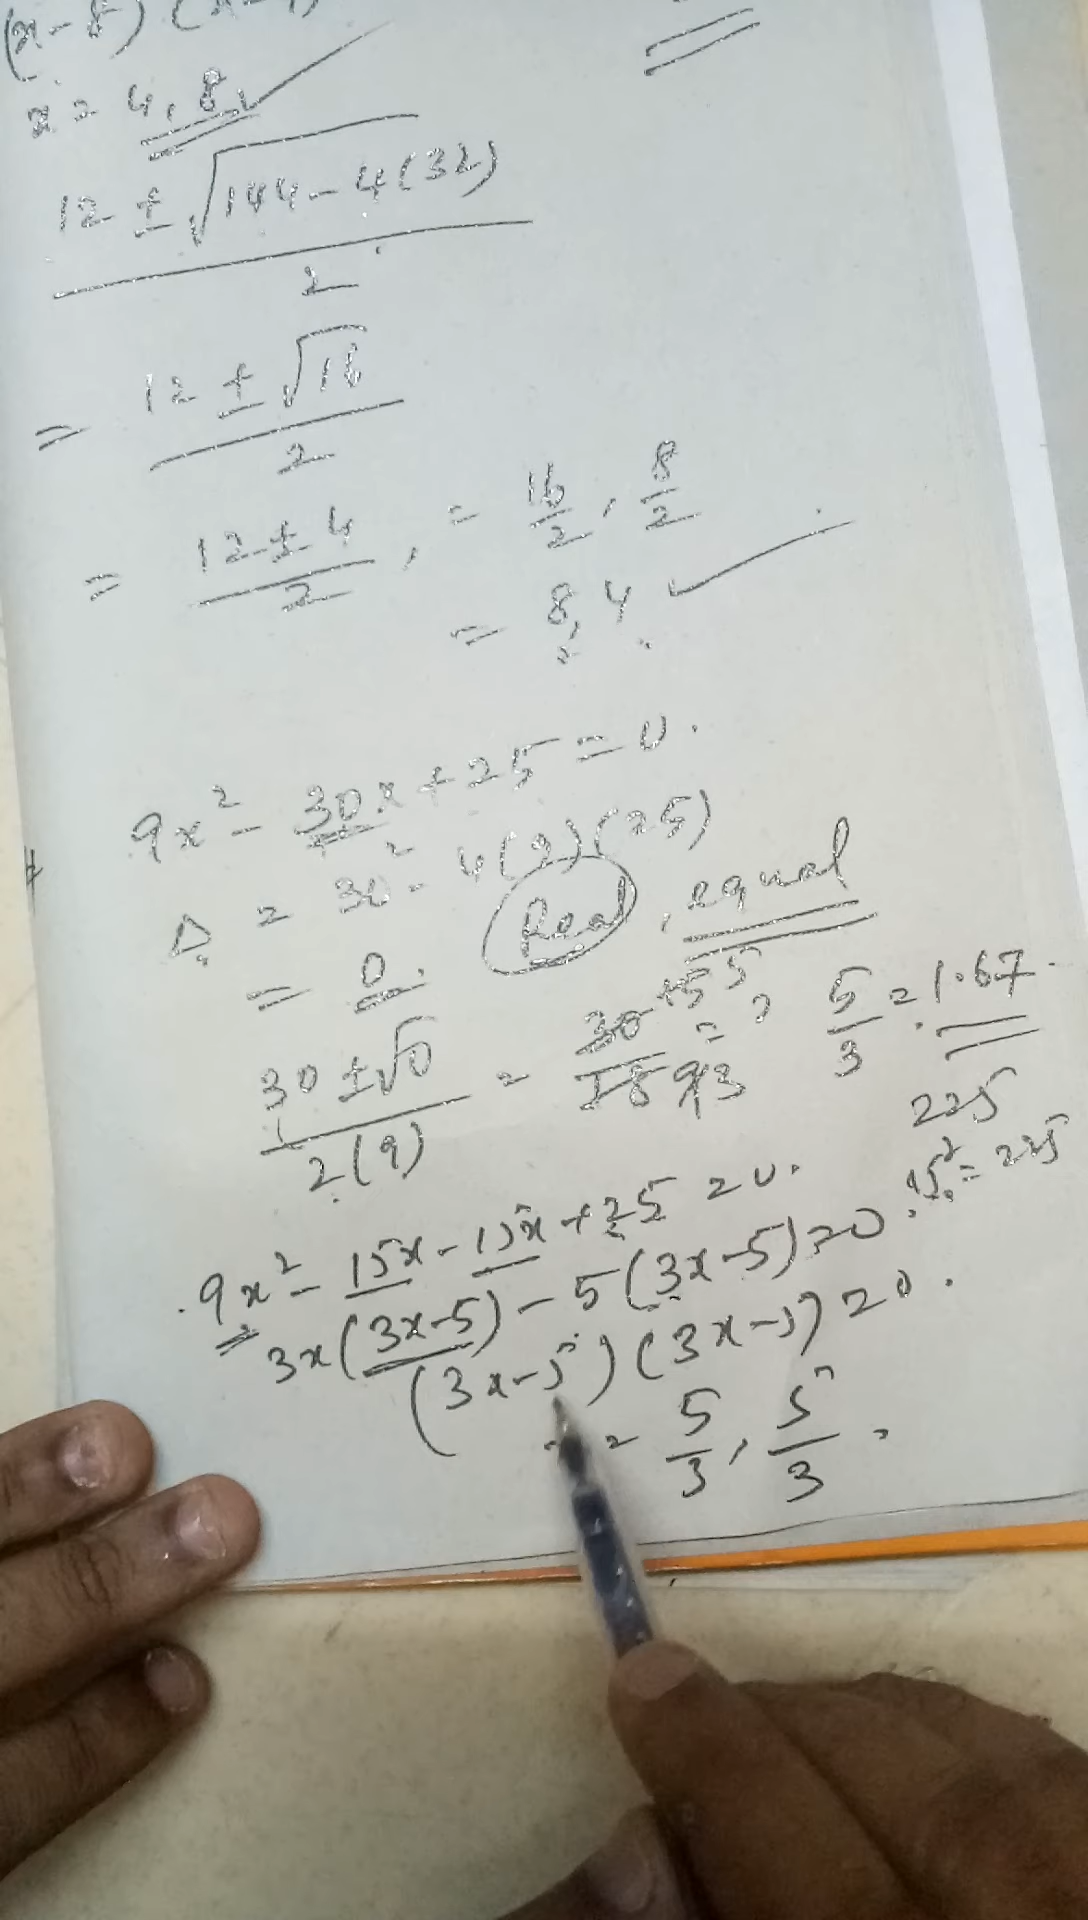 (x-8) (x-4)
x = 4, 8
12 ± √144-4(32)
2
= 12 ± √16
2
= 12 ± 4 , = 16/2 , 8/2
2
= 8, 4
9x² - 30x + 25 = 0.
Δ = 30² - 4(9)(25)
= 0. Real, equal
30 ± √0 / 2(9) = 30 / 18 , 5/3 = 1.67
225
15² = 225
9x² - 15x - 15x + 25 = 0.
3x(3x-5) - 5(3x-5) = 0.
(3x-5) (3x-5) = 0.
= 5/3 , 5/3 .